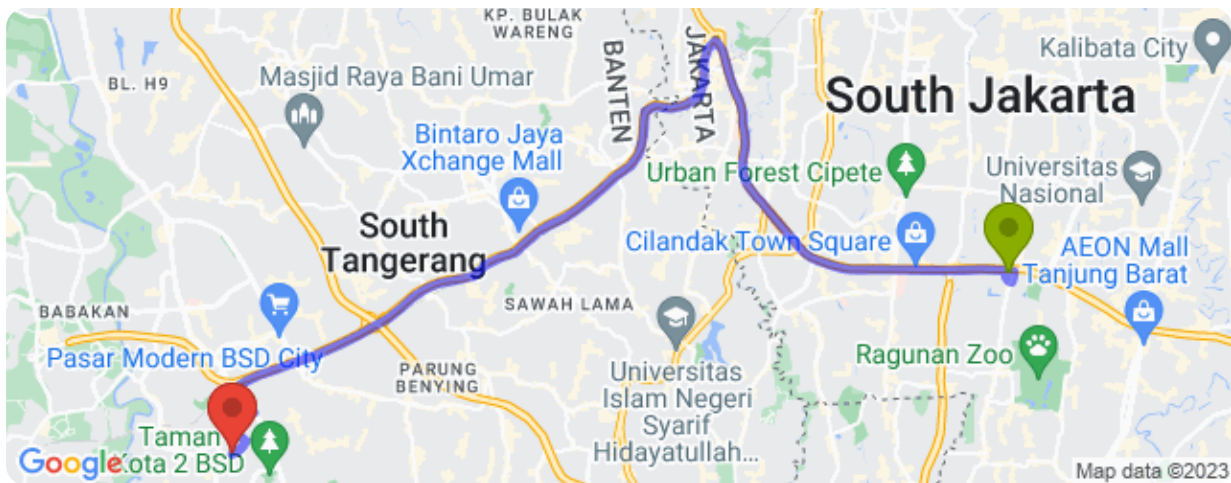 KP. BULAK
WARENG
BL. H9
Masjid Raya Bani Umar
BANTEN
JAKARTA
Kalibata City
South Jakarta
Bintaro Jaya
Xchange Mall
Urban Forest Cipete
Universitas
Nasional
South
Tangerang
Cilandak Town Square
AEON Mall
Tanjung Barat
SAWAH LAMA
BABAKAN
Pasar Modern BSD City
PARUNG
BENYING
Universitas
Islam Negeri
Syarif
Hidayatullah...
Ragunan Zoo
Taman
Kota 2 BSD
Google
Map data ©2023